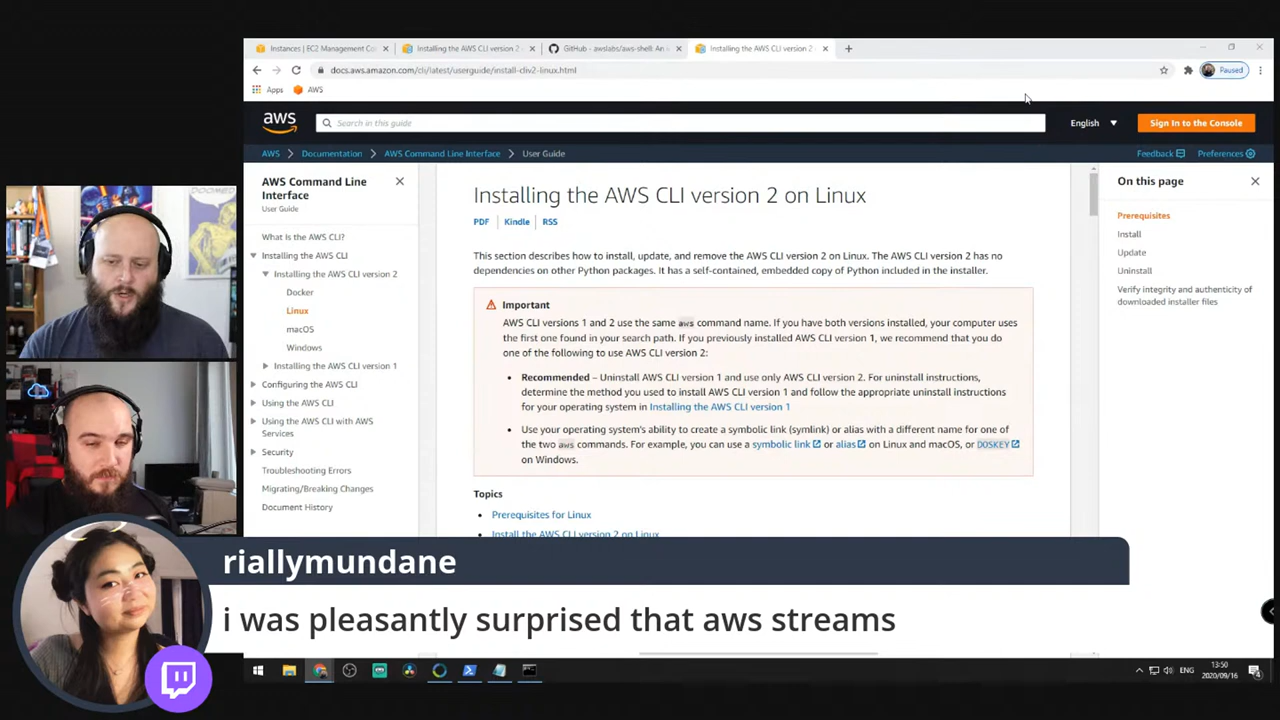 Instances | EC2 Management Co
Installing the AWS CLI version 2
GitHub - awslabs/aws-shell: An i
Installing the AWS CLI version 2
docs.aws.amazon.com/cli/latest/userguide/install-cliv2-linux.html
Paused
Apps
AWS
aws
Search in this guide
English
Sign In to the Console
AWS
Documentation
AWS Command Line Interface
User Guide
Feedback
Preferences
AWS Command Line
Interface
User Guide
What Is the AWS CLI?
Installing the AWS CLI
Installing the AWS CLI version 2
Docker
Linux
macOS
Windows
Installing the AWS CLI version 1
Configuring the AWS CLI
Using the AWS CLI
Using the AWS CLI with AWS
Services
Security
Troubleshooting Errors
Migrating/Breaking Changes
Document History
Installing the AWS CLI version 2 on Linux
PDF
Kindle
RSS
This section describes how to install, update, and remove the AWS CLI version 2 on Linux. The AWS CLI version 2 has no
dependencies on other Python packages. It has a self-contained, embedded copy of Python included in the installer.
Important
AWS CLI versions 1 and 2 use the same aws command name. If you have both versions installed, your computer uses
the first one found in your search path. If you previously installed AWS CLI version 1, we recommend that you do
one of the following to use AWS CLI version 2:
• Recommended – Uninstall AWS CLI version 1 and use only AWS CLI version 2. For uninstall instructions,
determine the method you used to install AWS CLI version 1 and follow the appropriate uninstall instructions
for your operating system in Installing the AWS CLI version 1
• Use your operating system's ability to create a symbolic link (symlink) or alias with a different name for one of
the two aws commands. For example, you can use a symbolic link or alias on Linux and macOS, or DOSKEY
on Windows.
Topics
• Prerequisites for Linux
• Install the AWS CLI version 2 on Linux
On this page
Prerequisites
Install
Update
Uninstall
Verify integrity and authenticity of
downloaded installer files
riallymundane
i was pleasantly surprised that aws streams
ENG
13:50
2020/09/16
4